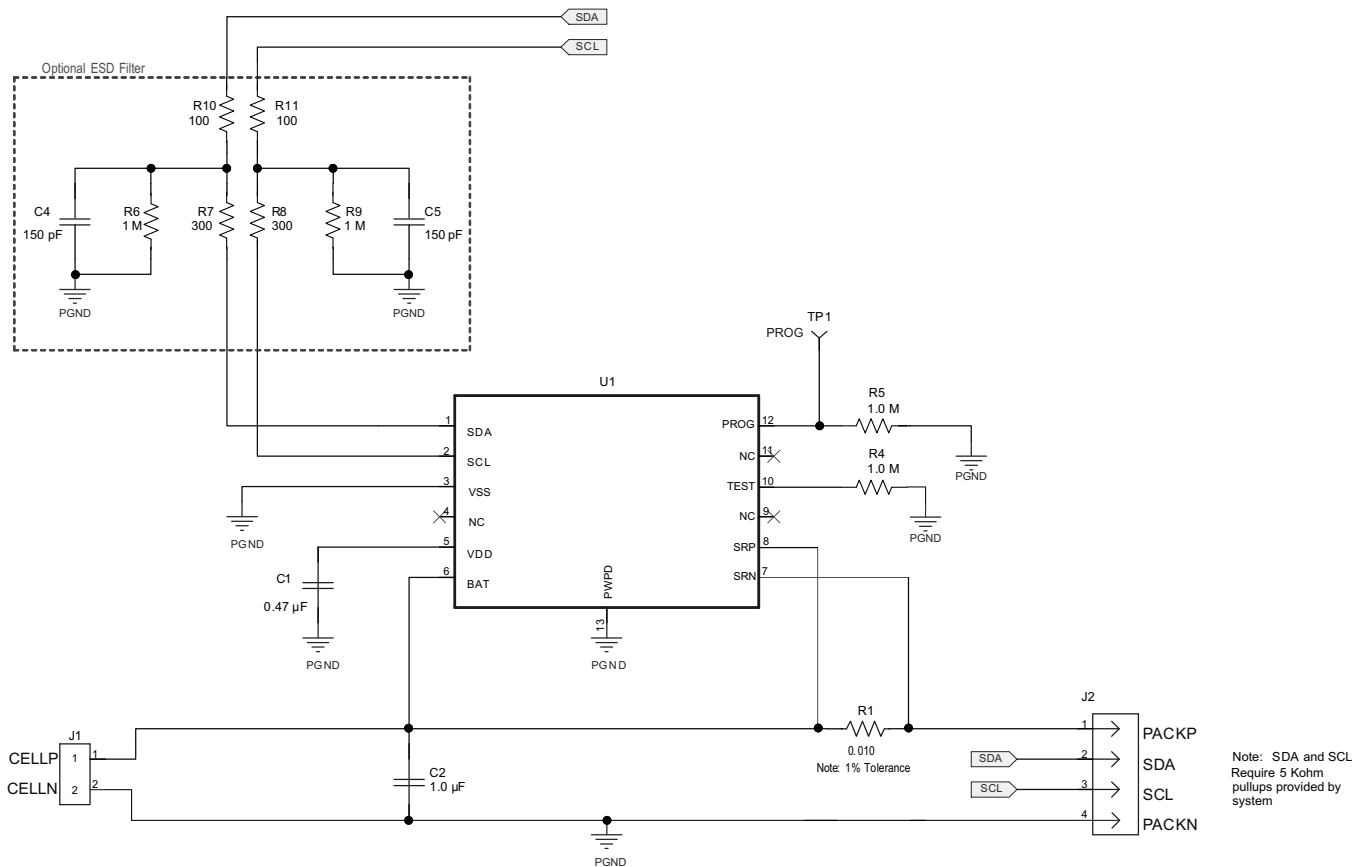 SDA
SCL
Optional ESD Filter
R10
100
R11
100
C4
150 pF
R6
1 M
R7
300
R8
300
R9
1 M
C5
150 pF
PGND
PGND
TP1
PROG
U1
1
SDA
2
SCL
3
VSS
4
NC
5
VDD
6
BAT
PROG
12
NC
11
TEST
10
NC
9
SRP
8
SRN
7
PWPD
13
R5
1.0 M
PGND
R4
1.0 M
PGND
PGND
C1
0.47 µF
PGND
PGND
J1
CELLP
1
1
CELLN
2
2
C2
1.0 µF
R1
0.010
Note: 1% Tolerance
PGND
J2
1
PACKP
SDA
2
SDA
SCL
3
SCL
4
PACKN
Note: SDA and SCL
Require 5 Kohm
pullups provided by
system